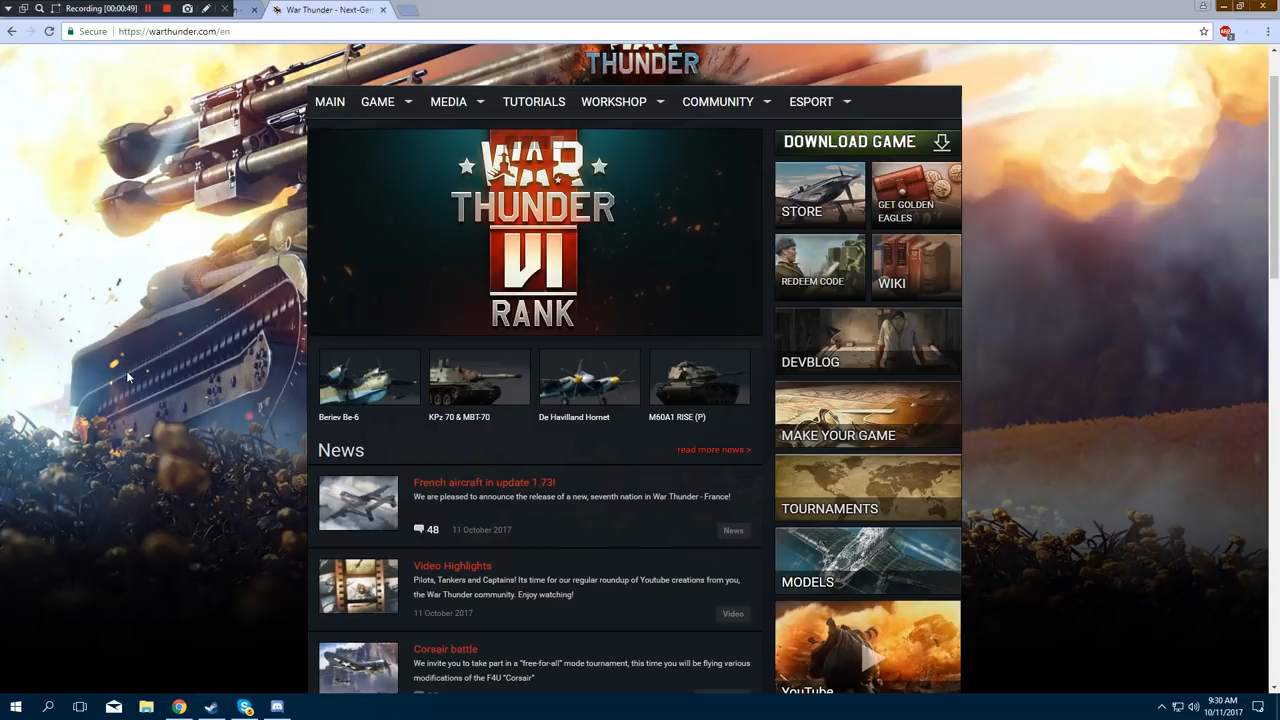 Recording [00:00:49]
War Thunder - Next-Gen
Secure
https://warthunder.com/en
THUNDER
MAIN
GAME
MEDIA
TUTORIALS
WORKSHOP
COMMUNITY
ESPORT
WAR
THUNDER
VI
RANK
DOWNLOAD GAME
STORE
GET GOLDEN
EAGLES
REDEEM CODE
WIKI
DEVBLOG
MAKE YOUR GAME
TOURNAMENTS
MODELS
YouTube
Beriev Be-6
KPz 70 & MBT-70
De Havilland Hornet
M60A1 RISE (P)
News
read more news >
French aircraft in update 1.73!
We are pleased to announce the release of a new, seventh nation in War Thunder - France!
48
11 October 2017
News
Video Highlights
Pilots, Tankers and Captains! Its time for our regular roundup of Youtube creations from you,
the War Thunder community. Enjoy watching!
11 October 2017
Video
Corsair battle
We invite you to take part in a "free-for-all" mode tournament, this time you will be flying various
modifications of the F4U "Corsair"
9:30 AM
10/11/2017